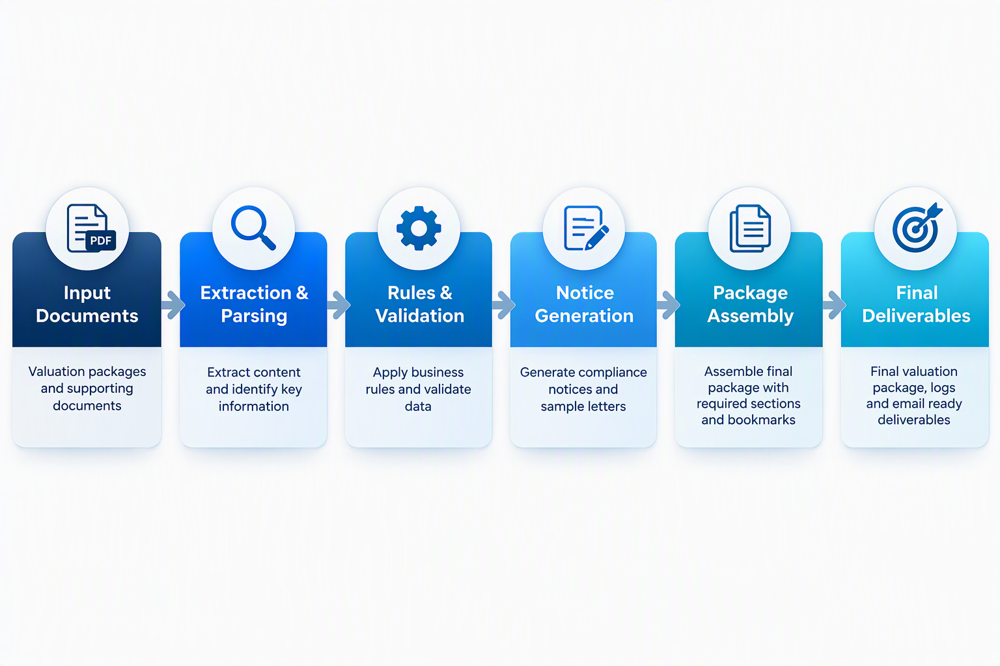 PDF
Input
Documents
Valuation packages
and supporting
documents
Extraction &
Parsing
Extract content
and identify key
information
Rules &
Validation
Apply business
rules and validate
data
Notice
Generation
Generate compliance
notices and
sample letters
Package
Assembly
Assemble final
package with
required sections
and bookmarks
Final
Deliverables
Final valuation
package, logs
and email ready
deliverables